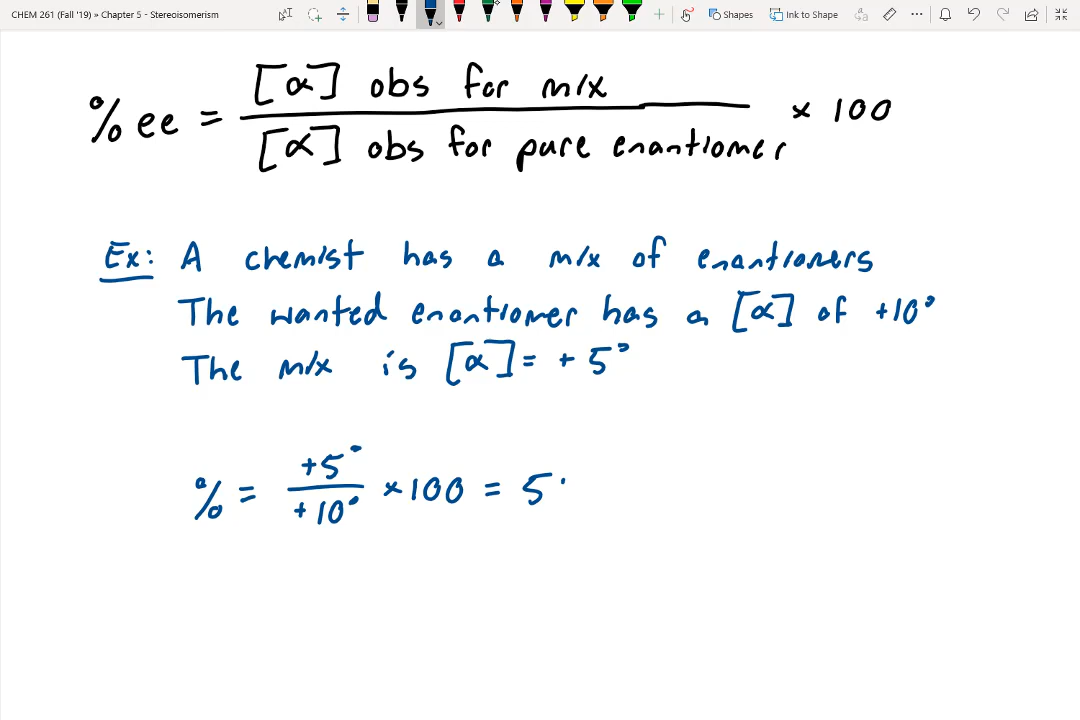 CHEM 261 (Fall '19) » Chapter 5 - Stereoisomerism
Shapes
Ink to Shape
% ee = [α] obs for mix / [α] obs for pure enantiomer × 100
Ex: A chemist has a mix of enantiomers
The wanted enantiomer has a [α] of +10°
The mix is [α] = +5°
% = +5° / +10° × 100 = 5